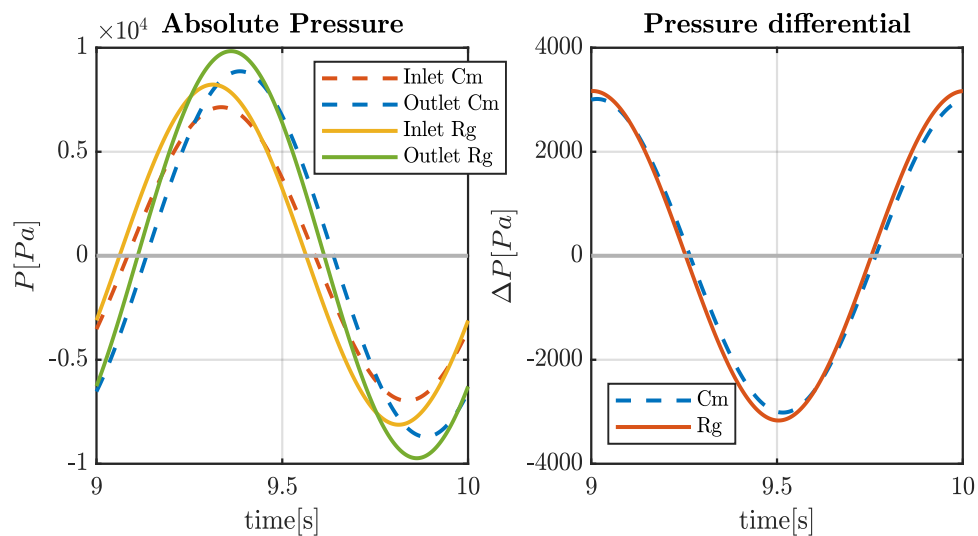 Absolute Pressure
×10⁴
1
0.5
0
-0.5
-1
P[Pa]
9
9.5
10
time[s]
Inlet Cm
Outlet Cm
Inlet Rg
Outlet Rg
Pressure differential
4000
2000
0
-2000
-4000
ΔP[Pa]
9
9.5
10
time[s]
Cm
Rg